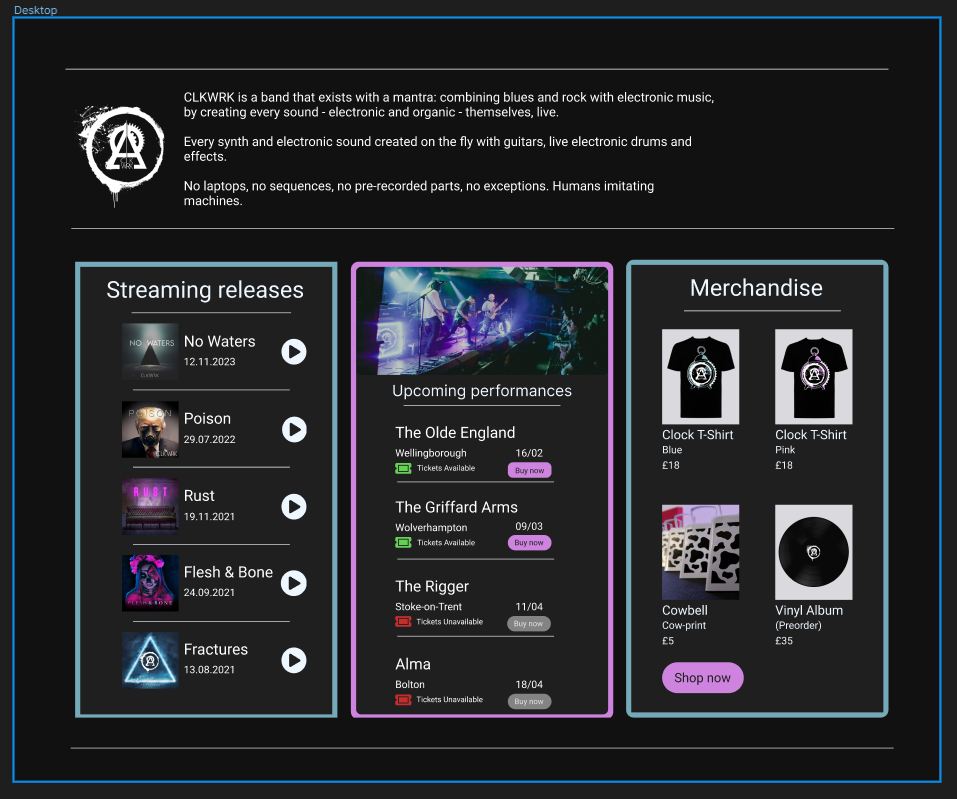 Desktop
CLKWRK is a band that exists with a mantra: combining blues and rock with electronic music,
by creating every sound - electronic and organic - themselves, live.
Every synth and electronic sound created on the fly with guitars, live electronic drums and
effects.
No laptops, no sequences, no pre-recorded parts, no exceptions. Humans imitating
machines.
Streaming releases
NO WATERS
CLKWRK
No Waters
12.11.2023
POISON
CLKWRK
Poison
29.07.2022
RUST
Rust
19.11.2021
FLESH & BONE
Flesh & Bone
24.09.2021
Fractures
13.08.2021
Upcoming performances
The Olde England
Wellingborough 16/02
Tickets Available Buy now
The Griffard Arms
Wolverhampton 09/03
Tickets Available Buy now
The Rigger
Stoke-on-Trent 11/04
Tickets Unavailable Buy now
Alma
Bolton 18/04
Tickets Unavailable Buy now
Merchandise
Clock T-Shirt
Blue
£18
Clock T-Shirt
Pink
£18
Cowbell
Cow-print
£5
Vinyl Album
(Preorder)
£35
Shop now